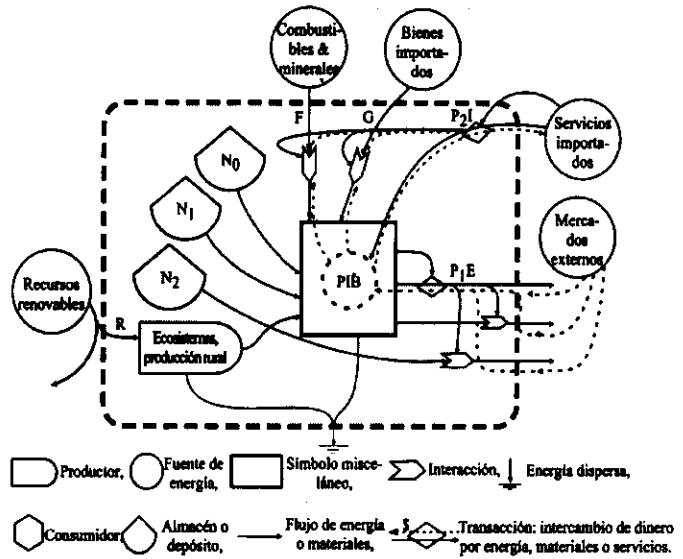 Combusti-
bles &
minerales
Bienes
importa-
dos
F
G
P2I
Servicios
importa-
dos
N0
N1
N2
Merca-
dos
externos
Recursos
renovables
R
Ecosistemas,
producción rural
PIB
P1E
Productor,
Fuente de
energía,
Símbolo misce-
láneo,
Interacción,
Energía dispersa,
Consumidor,
Almacén o
depósito,
Flujo de energía
o materiales,
$
Transacción: intercambio de dinero
por energía, materiales o servicios.